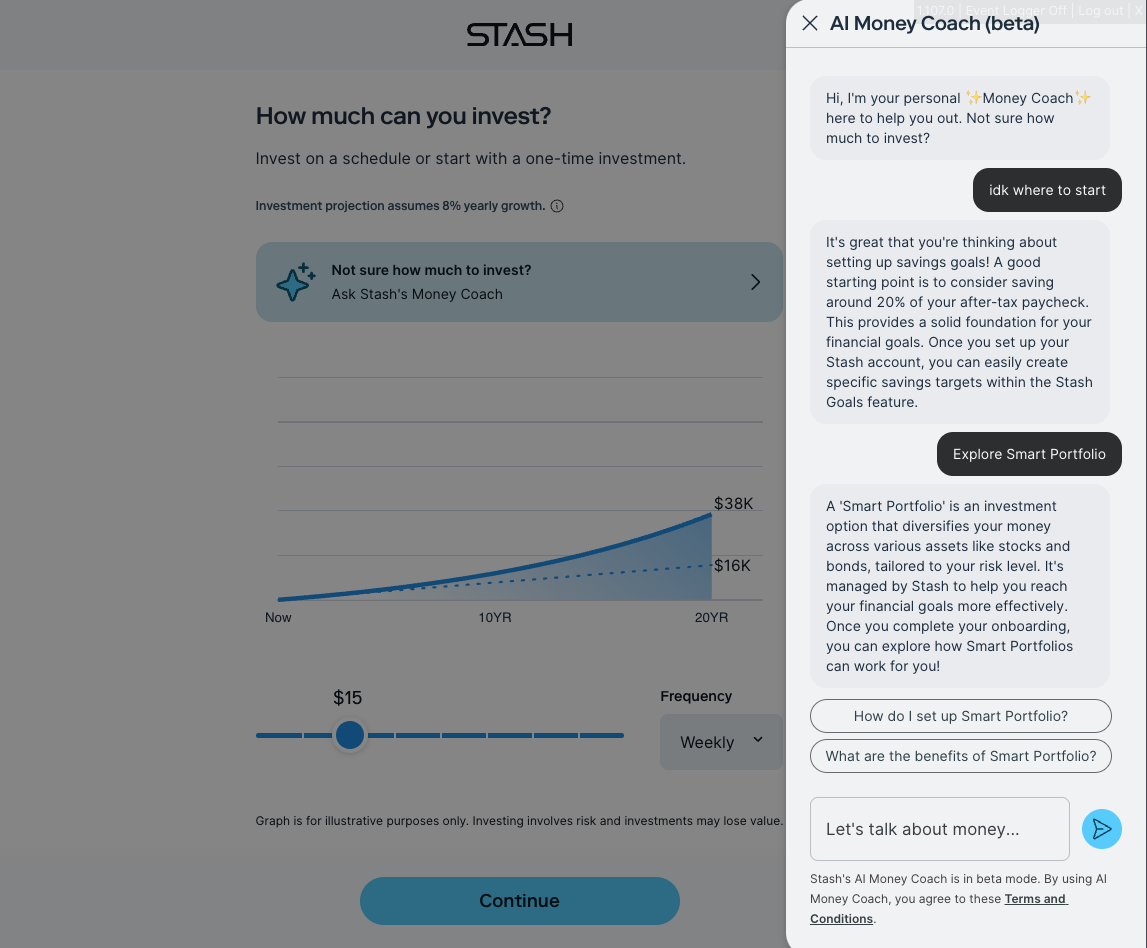 STASH
How much can you invest?
Invest on a schedule or start with a one-time investment.
Investment projection assumes 8% yearly growth.
Not sure how much to invest?
Ask Stash's Money Coach
$38K
$16K
Now
10YR
20YR
$15
Frequency
Weekly
Graph is for illustrative purposes only. Investing involves risk and investments may lose value.
Continue
1.107.0 | Event Logger Off | Log out | X
AI Money Coach (beta)
Hi, I'm your personal ✨Money Coach✨
here to help you out. Not sure how
much to invest?
idk where to start
It's great that you're thinking about
setting up savings goals! A good
starting point is to consider saving
around 20% of your after-tax paycheck.
This provides a solid foundation for your
financial goals. Once you set up your
Stash account, you can easily create
specific savings targets within the Stash
Goals feature.
Explore Smart Portfolio
A 'Smart Portfolio' is an investment
option that diversifies your money
across various assets like stocks and
bonds, tailored to your risk level. It's
managed by Stash to help you reach
your financial goals more effectively.
Once you complete your onboarding,
you can explore how Smart Portfolios
can work for you!
How do I set up Smart Portfolio?
What are the benefits of Smart Portfolio?
Let's talk about money...
Stash's AI Money Coach is in beta mode. By using AI
Money Coach, you agree to these Terms and
Conditions.